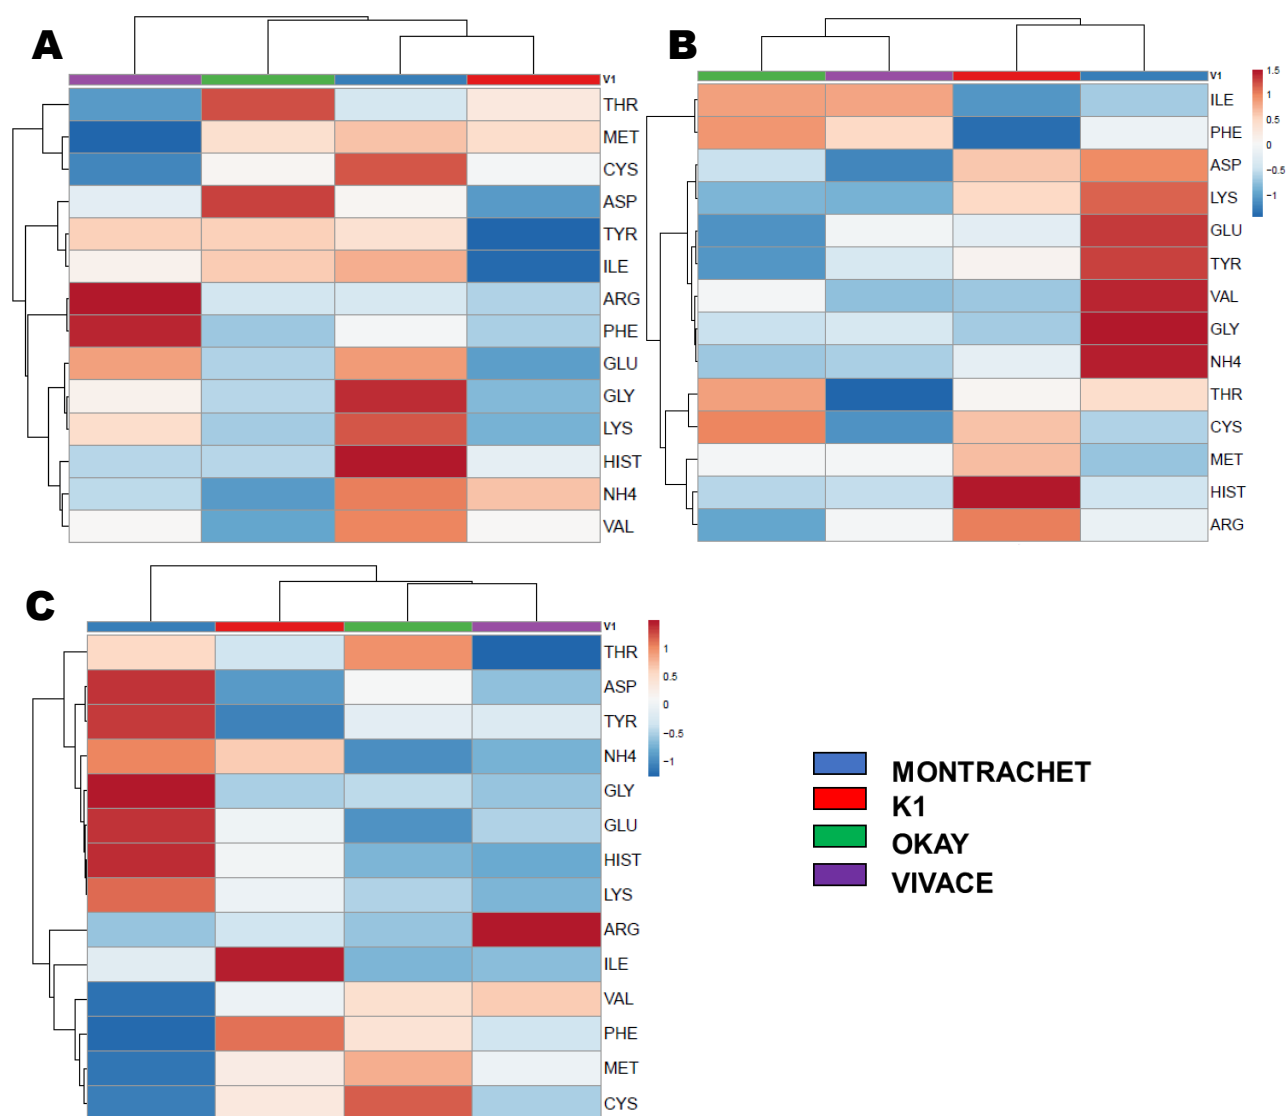 A
V1
THR
MET
CYS
ASP
TYR
ILE
ARG
PHE
GLU
GLY
LYS
HIST
NH4
VAL
B
V1
ILE
PHE
ASP
LYS
GLU
TYR
VAL
GLY
NH4
THR
CYS
MET
HIST
ARG
1.5
1
0.5
0
−0.5
−1
C
V1
THR
ASP
TYR
NH4
GLY
GLU
HIST
LYS
ARG
ILE
VAL
PHE
MET
CYS
1
0.5
0
−0.5
−1
MONTRACHET
K1
OKAY
VIVACE